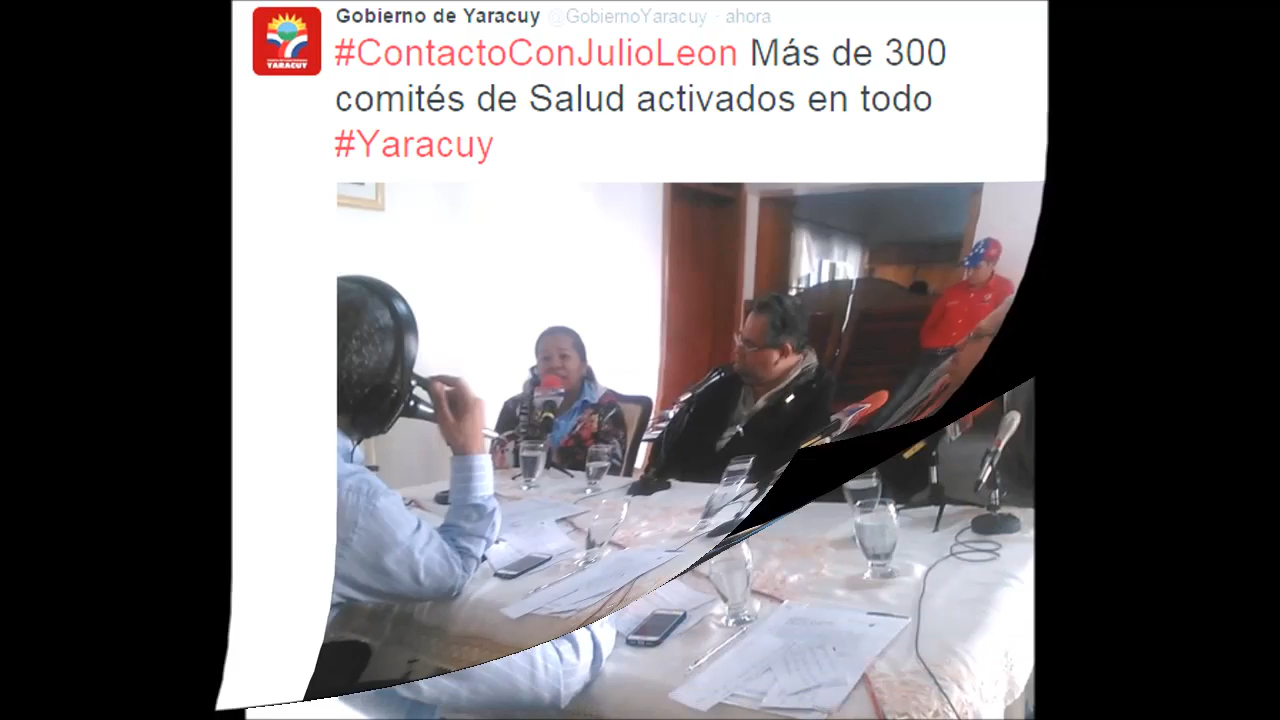 Gobierno de Yaracuy @GobiernoYaracuy · ahora
#ContactoConJulioLeon Más de 300
comités de Salud activados en todo
#Yaracuy
YARACUY